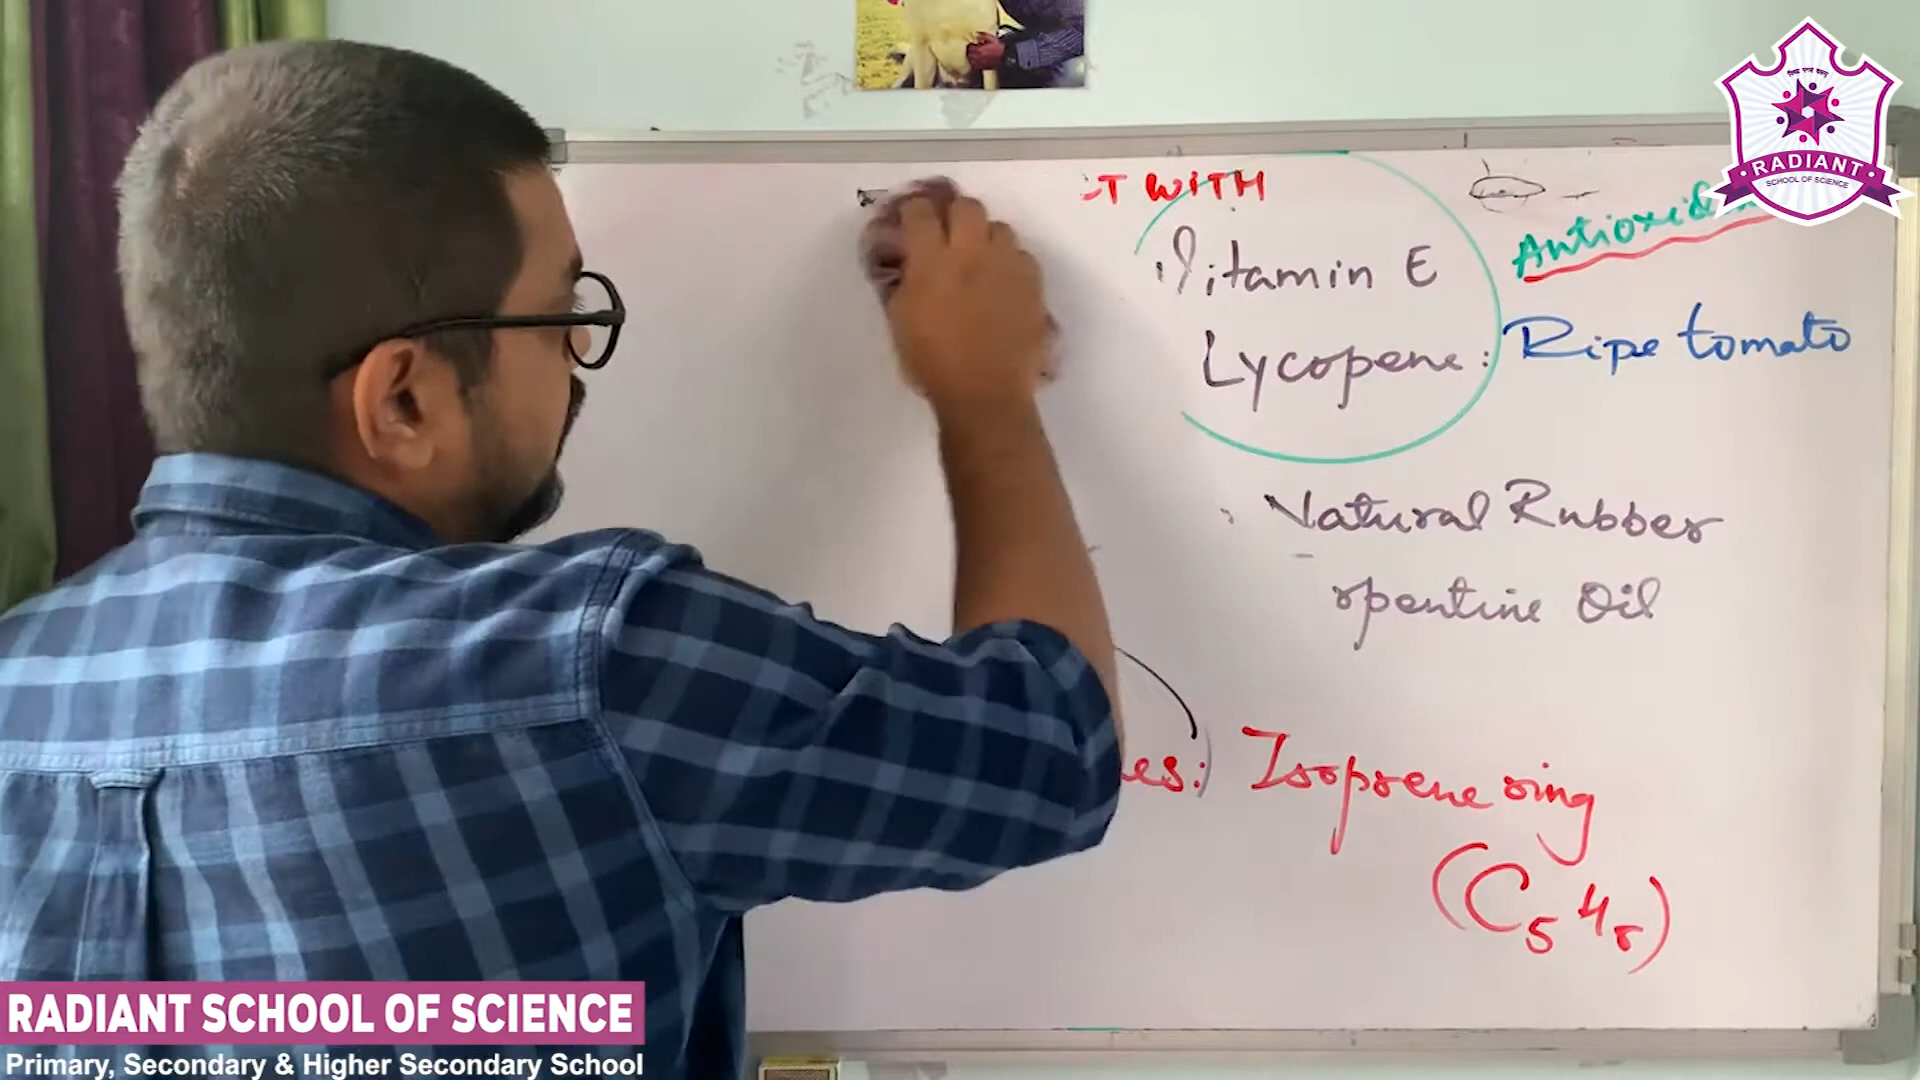 T WITH
Vitamin E
Antioxida
Lycopene: Ripe tomato
Natural Rubber
rpentine Oil
es: Isoprene ring
(C5H8)
RADIANT
SCHOOL OF SCIENCE
RADIANT SCHOOL OF SCIENCE
Primary, Secondary & Higher Secondary School